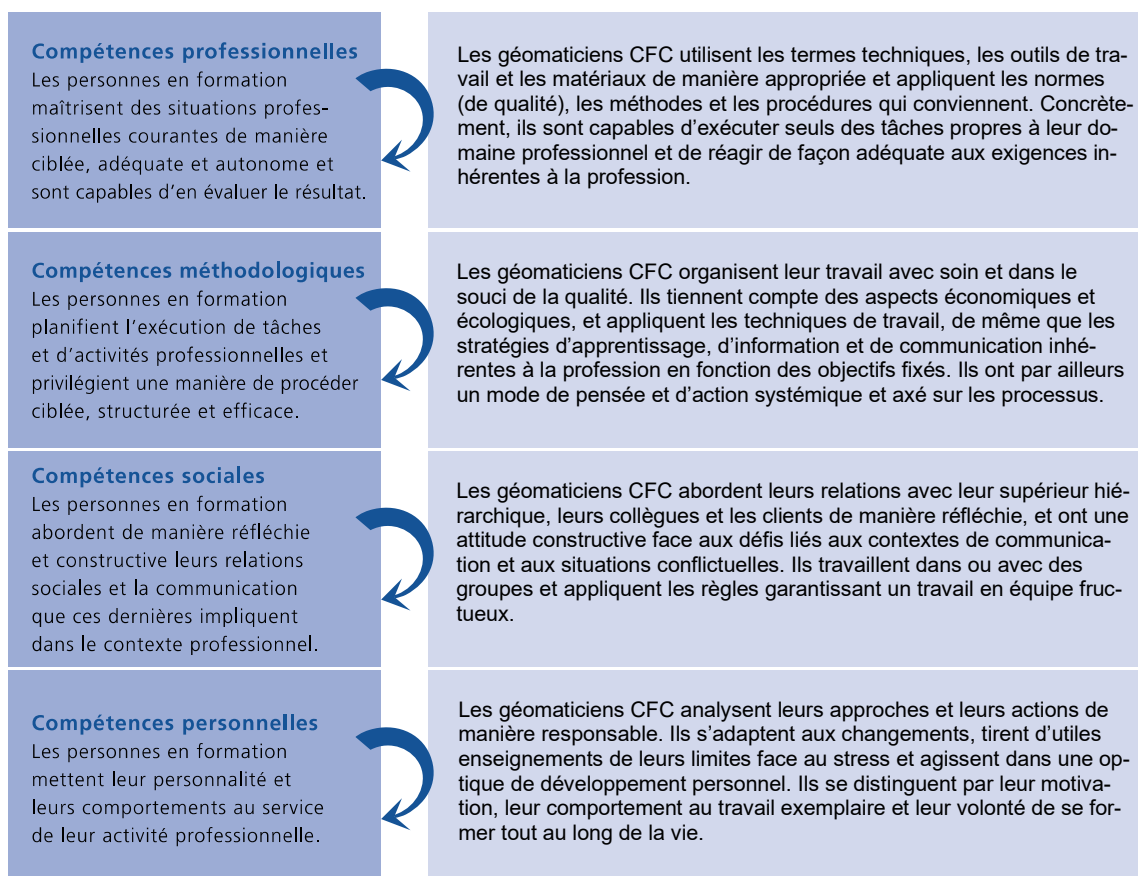 Compétences professionnelles
Les personnes en formation
maîtrisent des situations profes-
sionnelles courantes de manière
ciblée, adéquate et autonome et
sont capables d'en évaluer le résultat.
Les géomaticiens CFC utilisent les termes techniques, les outils de tra-
vail et les matériaux de manière appropriée et appliquent les normes
(de qualité), les méthodes et les procédures qui conviennent. Concrète-
ment, ils sont capables d'exécuter seuls des tâches propres à leur do-
maine professionnel et de réagir de façon adéquate aux exigences in-
hérentes à la profession.
Compétences méthodologiques
Les personnes en formation
planifient l'exécution de tâches
et d'activités professionnelles et
privilégient une manière de procéder
ciblée, structurée et efficace.
Les géomaticiens CFC organisent leur travail avec soin et dans le
souci de la qualité. Ils tiennent compte des aspects économiques et
écologiques, et appliquent les techniques de travail, de même que les
stratégies d'apprentissage, d'information et de communication inhé-
rentes à la profession en fonction des objectifs fixés. Ils ont par ailleurs
un mode de pensée et d'action systémique et axé sur les processus.
Compétences sociales
Les personnes en formation
abordent de manière réfléchie
et constructive leurs relations
sociales et la communication
que ces dernières impliquent
dans le contexte professionnel.
Les géomaticiens CFC abordent leurs relations avec leur supérieur hié-
rarchique, leurs collègues et les clients de manière réfléchie, et ont une
attitude constructive face aux défis liés aux contextes de communica-
tion et aux situations conflictuelles. Ils travaillent dans ou avec des
groupes et appliquent les règles garantissant un travail en équipe fruc-
tueux.
Compétences personnelles
Les personnes en formation
mettent leur personnalité et
leurs comportements au service
de leur activité professionnelle.
Les géomaticiens CFC analysent leurs approches et leurs actions de
manière responsable. Ils s'adaptent aux changements, tirent d'utiles
enseignements de leurs limites face au stress et agissent dans une op-
tique de développement personnel. Ils se distinguent par leur motiva-
tion, leur comportement au travail exemplaire et leur volonté de se for-
mer tout au long de la vie.